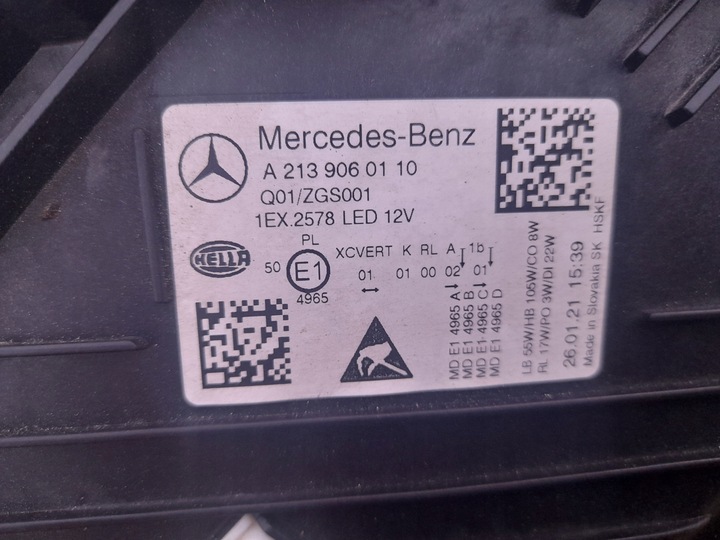 Mercedes-Benz
A 213 906 01 10
Q01/ZGS001
1EX.2578 LED 12V
HELLA
50
PL
E1
4965
XCVERT K RL A 1b
01 01 00 02 01
↔
MD E1 4965 A
MD E1 4965 B
MD E1 4965 C
MD E1 4965 D
LB 55W/HB 105W/CO 8W
RL 17W/PO 3W/DI 22W
26.01.21 15:39
Made in Slovakia SK HSKF